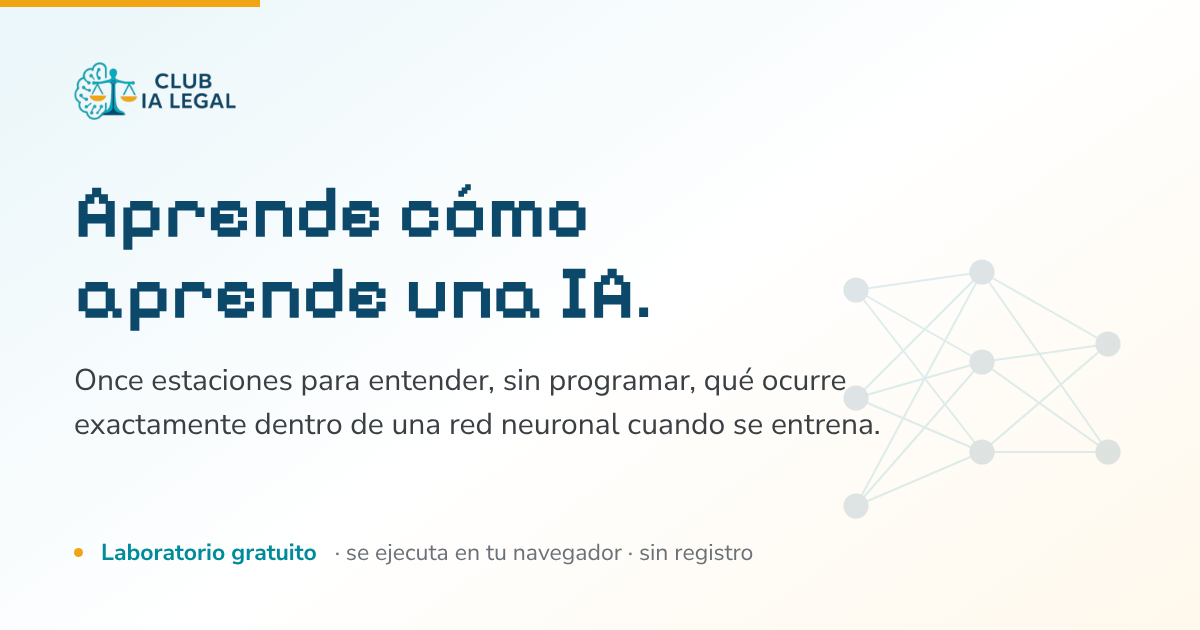 CLUB
IA LEGAL
Aprende cómo
aprende una IA.
Once estaciones para entender, sin programar, qué ocurre
exactamente dentro de una red neuronal cuando se entrena.
Laboratorio gratuito · se ejecuta en tu navegador · sin registro